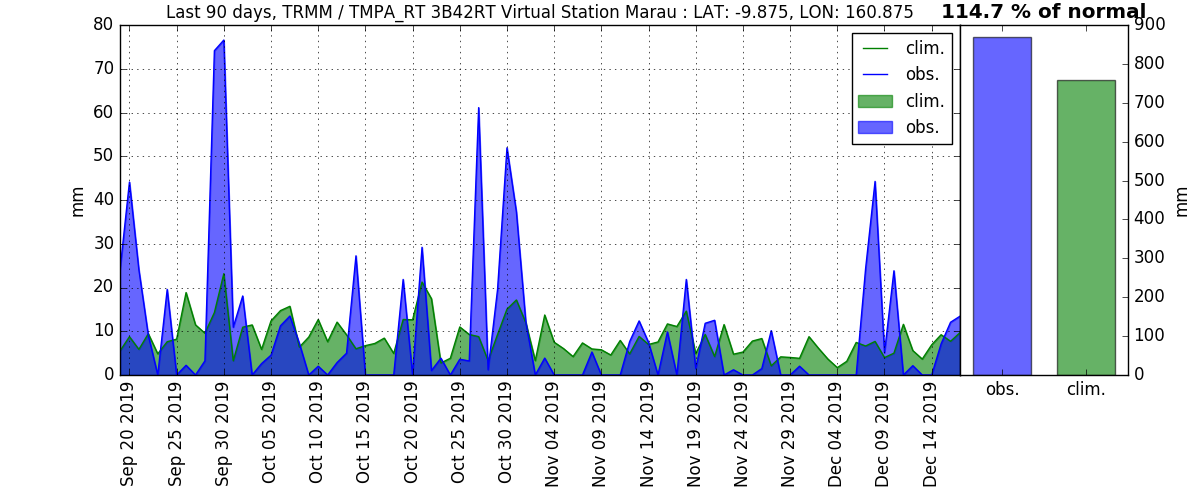 Last 90 days, TRMM / TMPA_RT 3B42RT Virtual Station Marau : LAT: -9.875, LON: 160.875
114.7 % of normal
80
70
60
50
40
30
20
10
0
mm
clim.
obs.
clim.
obs.
Sep 20 2019
Sep 25 2019
Sep 30 2019
Oct 05 2019
Oct 10 2019
Oct 15 2019
Oct 20 2019
Oct 25 2019
Oct 30 2019
Nov 04 2019
Nov 09 2019
Nov 14 2019
Nov 19 2019
Nov 24 2019
Nov 29 2019
Dec 04 2019
Dec 09 2019
Dec 14 2019
900
800
700
600
500
400
300
200
100
0
mm
obs.
clim.